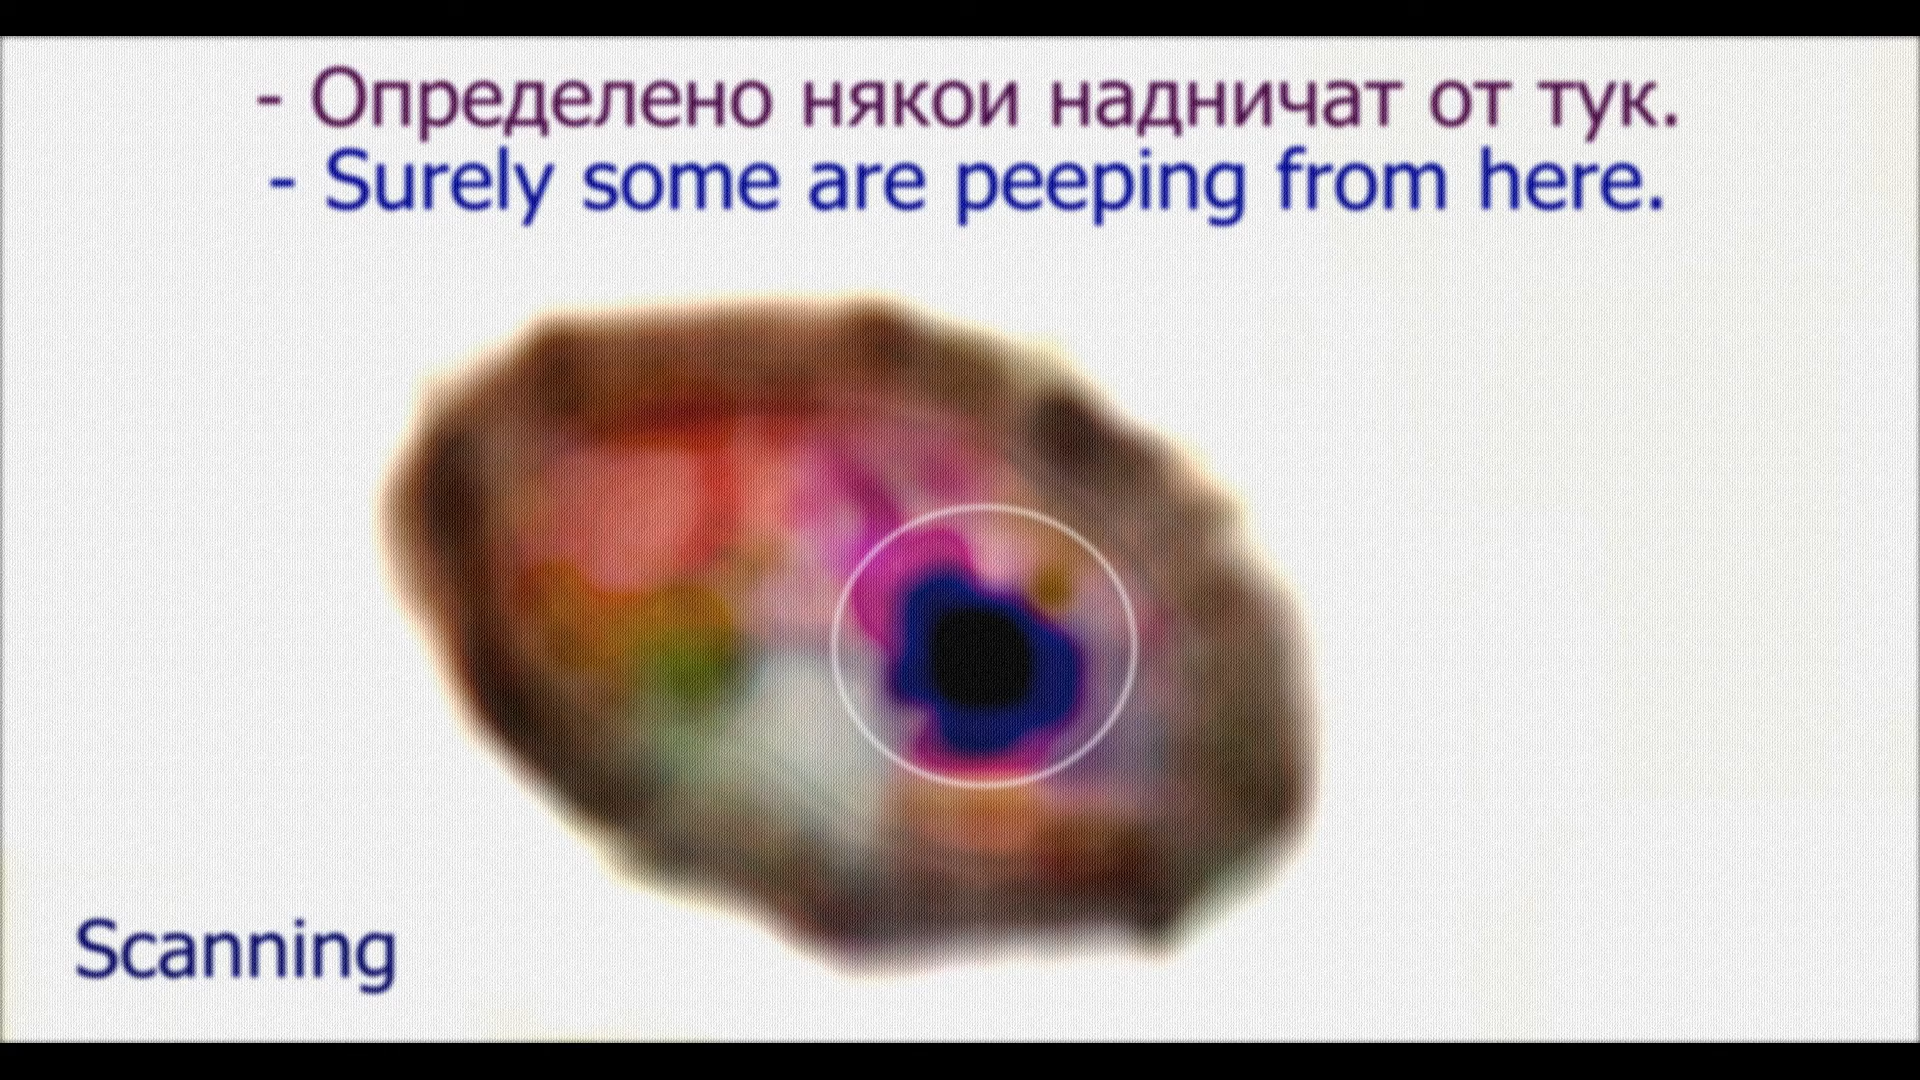 - Определено някои надничат от тук.
- Surely some are peeping from here.
Scanning